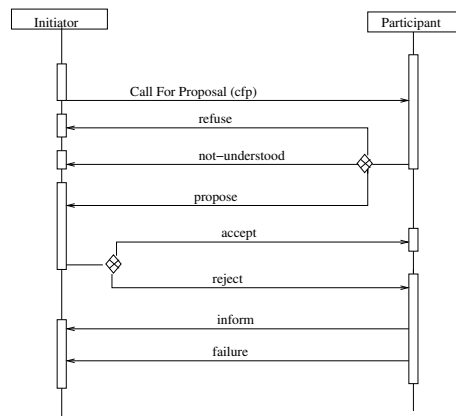 Initiator
Participant
Call For Proposal (cfp)
refuse
not-understood
propose
accept
reject
inform
failure